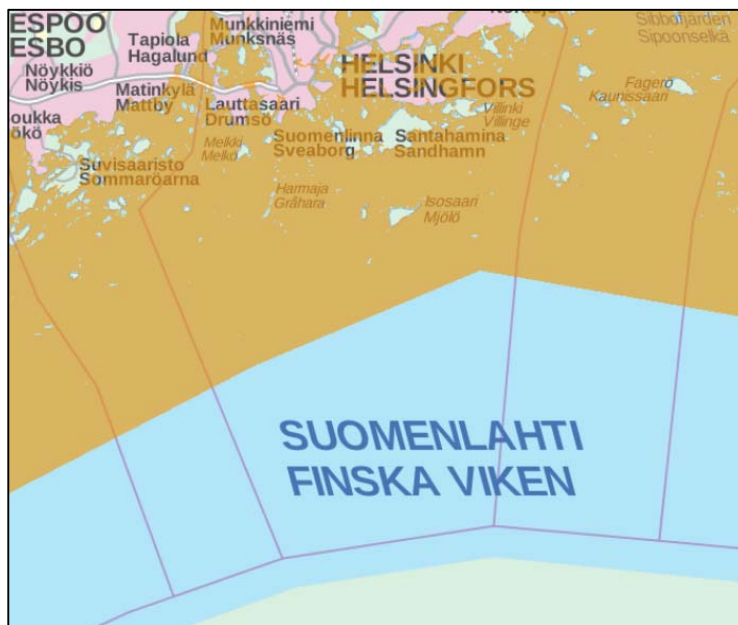 ESPOO
ESBO
Munkkiniemi
Munksnäs
Sibbofjärden
Sipoonselkä
Tapiola
Hagalund
Nöykkiö
Nöykis
HELSINKI
HELSINGFORS
Fagerö
Kaunissaari
Matinkylä
Mattby
Lauttasaari
Drumsö
Villinki
Villinge
oukka
ökö
Melkki
Melkö
Suomenlinna
Sveaborg
Santahamina
Sandhamn
Suvisaaristo
Sommaröarna
Harmaja
Gråhara
Isosaari
Mjölö
SUOMENLAHTI
FINSKA VIKEN